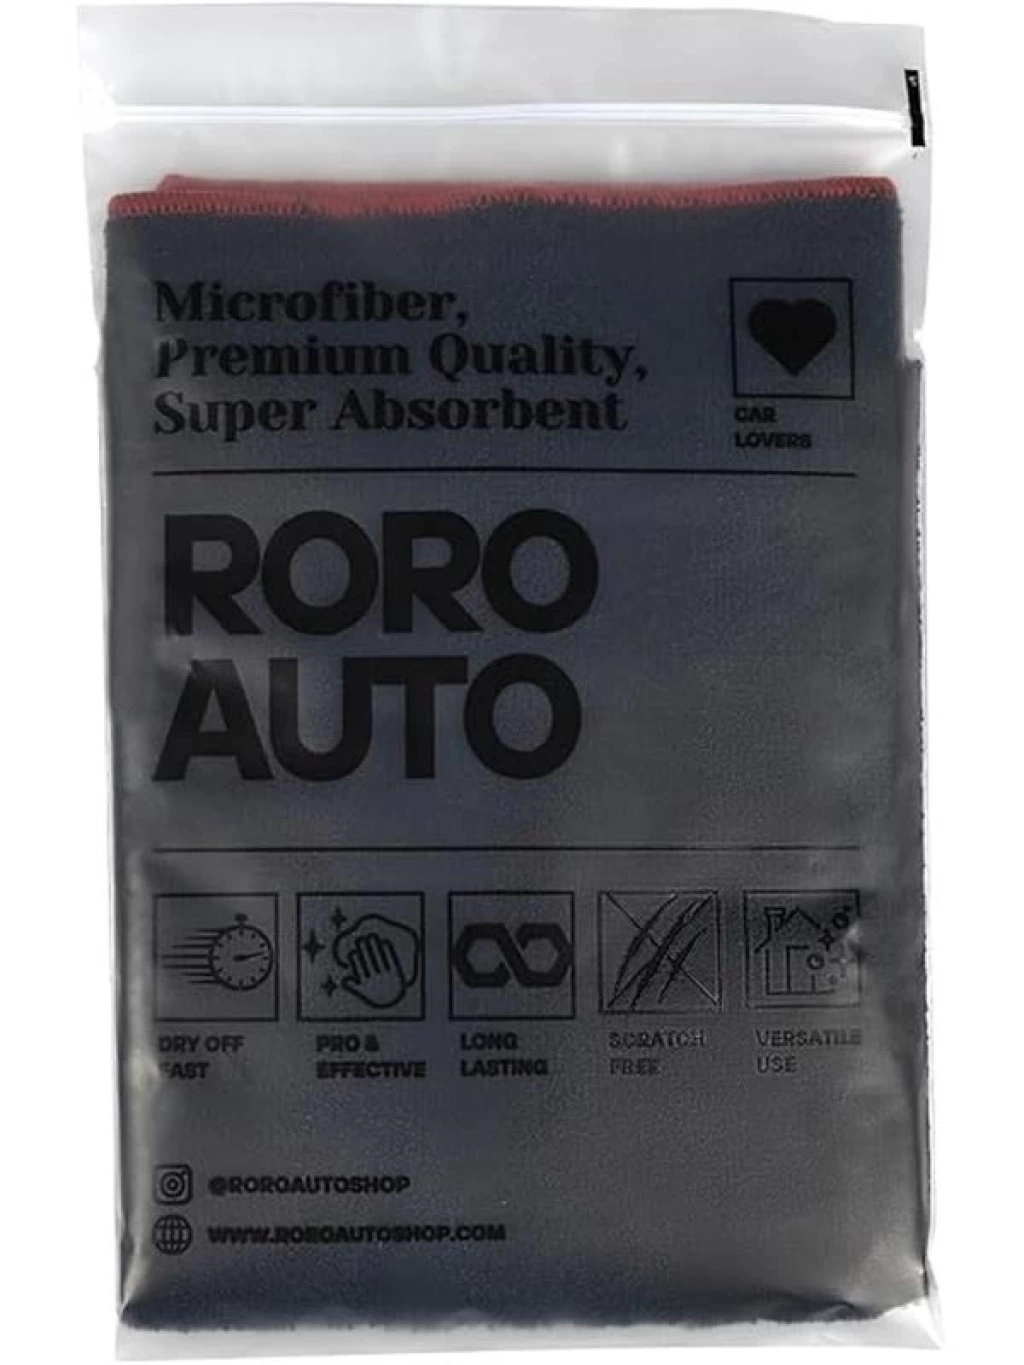 Microfiber,
Premium Quality,
Super Absorbent
CAR
LOVERS
RORO
AUTO
DRY OFF
FAST
PRO &
EFFECTIVE
LONG
LASTING
SCRATCH
FREE
VERSATILE
USE
@ROROAUTOSHOP
WWW.ROROAUTOSHOP.COM